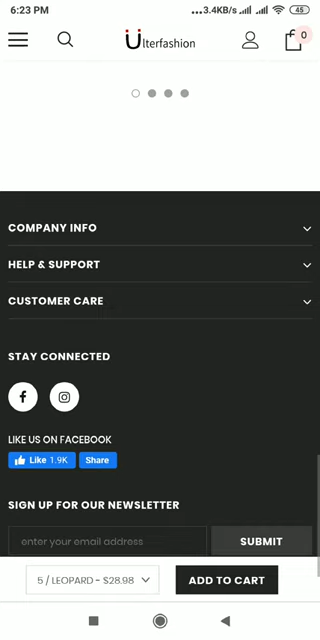 6:23 PM ...3.4KB/s 45
Ulterfashion 0
COMPANY INFO
HELP & SUPPORT
CUSTOMER CARE
STAY CONNECTED
LIKE US ON FACEBOOK
Like 1.9K Share
SIGN UP FOR OUR NEWSLETTER
enter your email address SUBMIT
5 / LEOPARD - $28.98 ADD TO CART